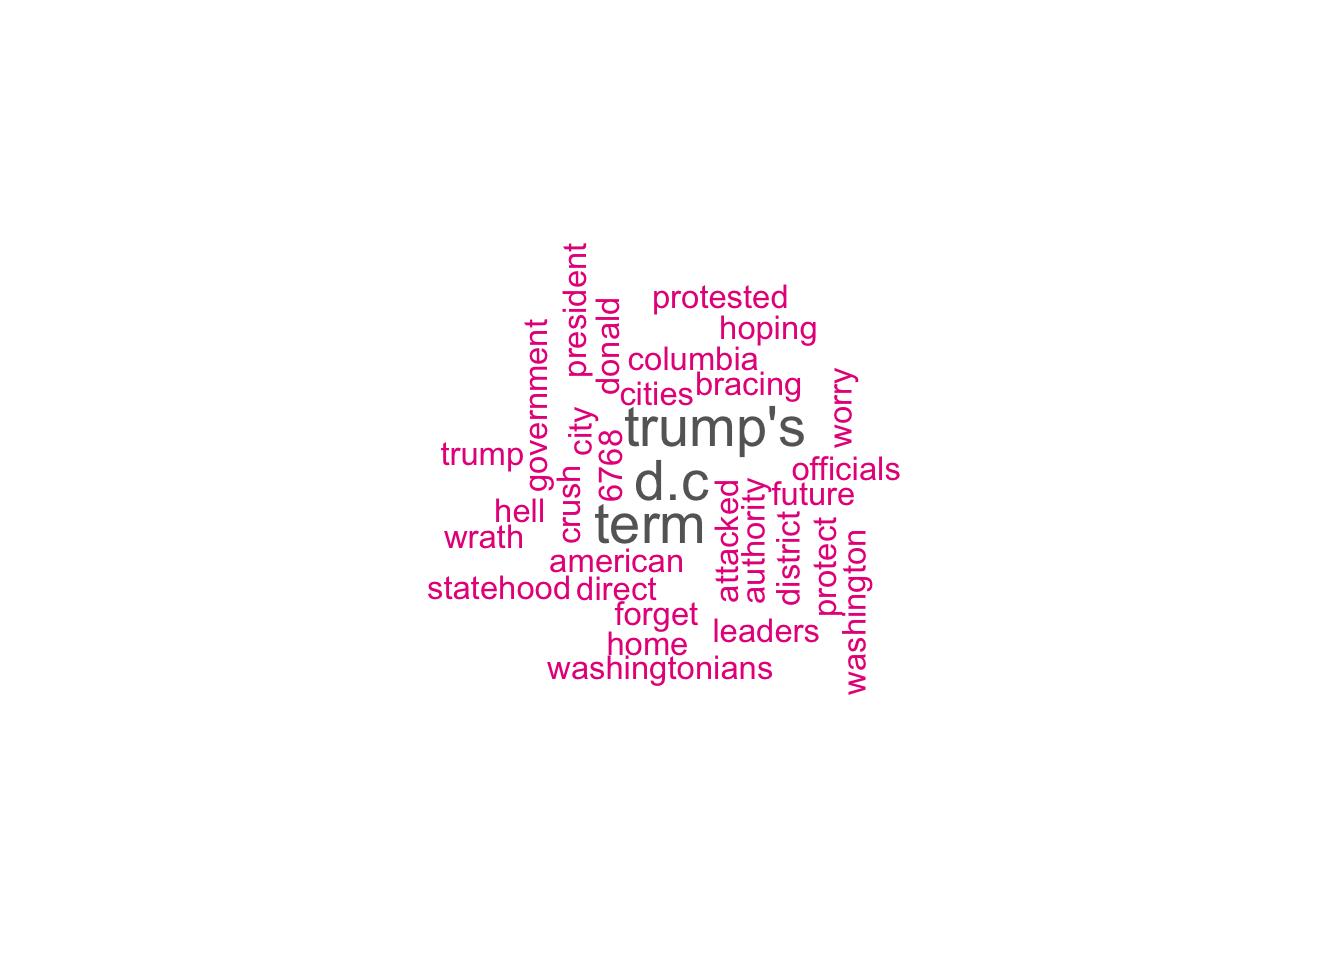 president
protested
donald
hoping
government
columbia
cities
bracing
worry
trump's
city
trump
6768
officials
d.c
future
crush
hell
term
wrath
attacked
authority
district
protect
washington
american
statehood
direct
forget
leaders
home
washingtonians